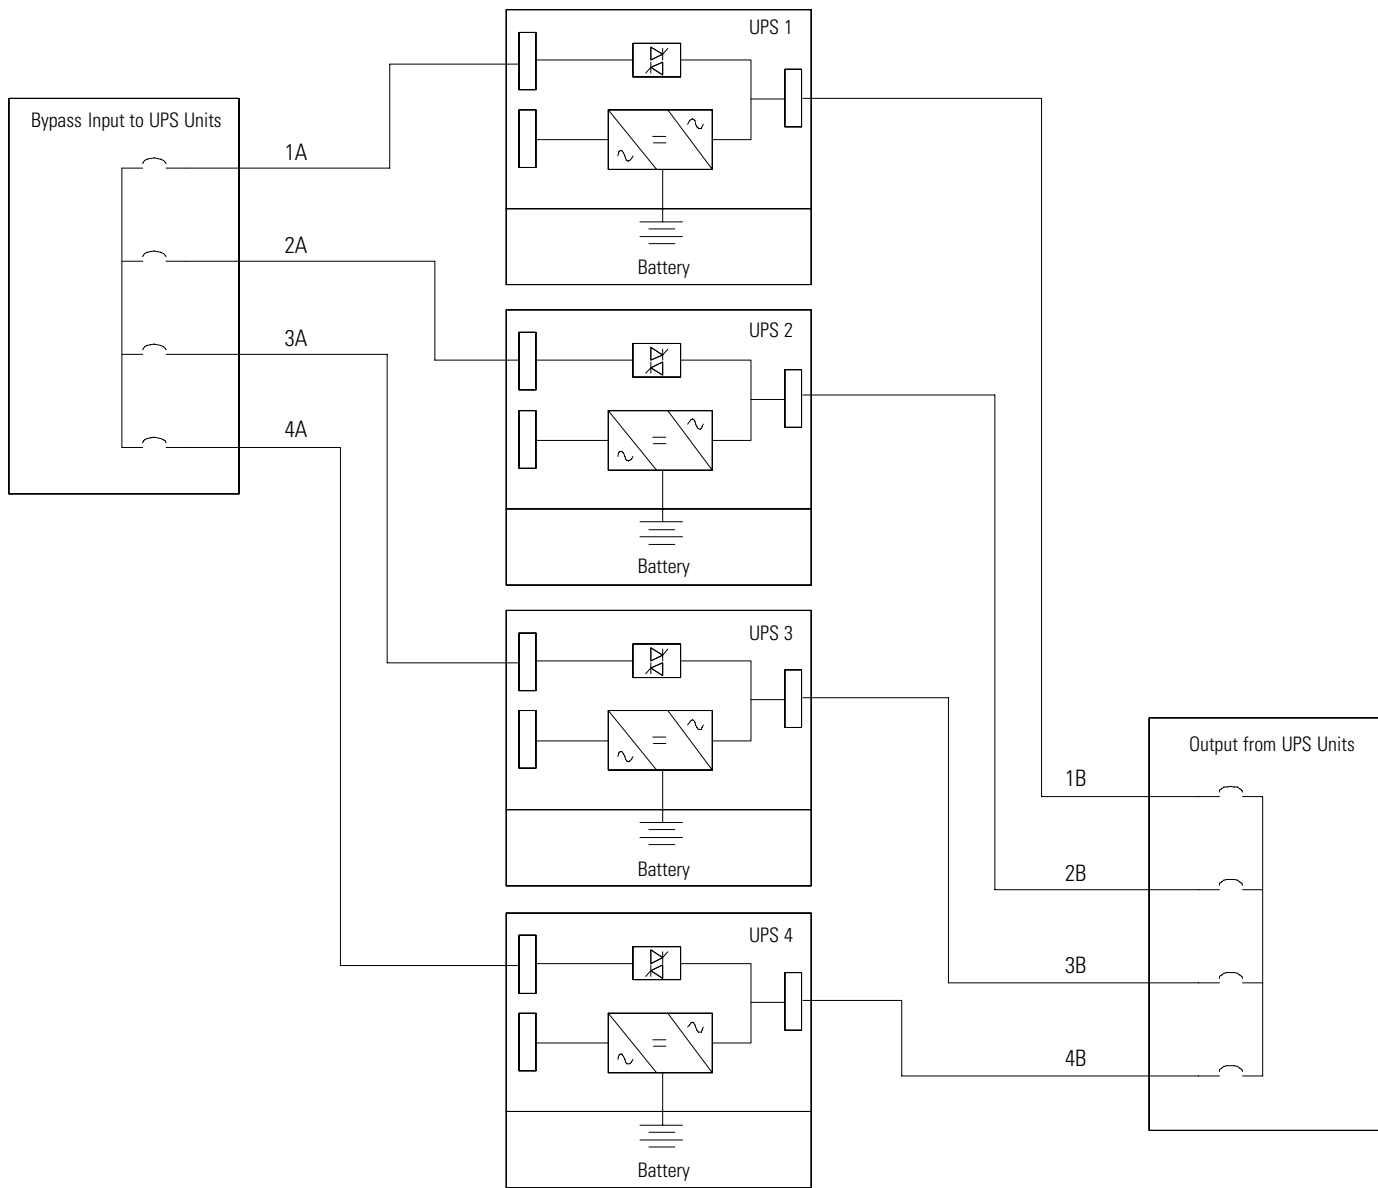 UPS 1
Bypass Input to UPS Units
1A
2A
Battery
UPS 2
3A
4A
Battery
UPS 3
Output from UPS Units
1B
Battery
2B
UPS 4
3B
4B
Battery